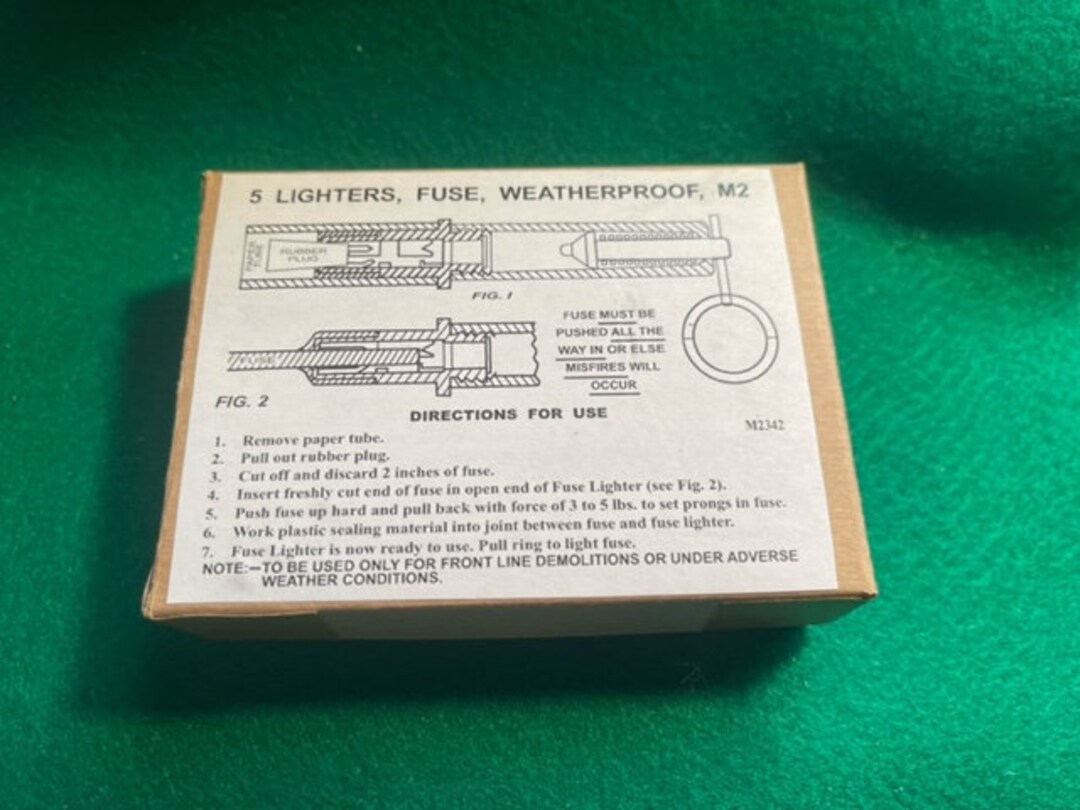 5 LIGHTERS, FUSE, WEATHERPROOF, M2
PAPER
TUBE
RUBBER
PLUG
FIG. 1
FUSE MUST BE
PUSHED ALL THE
WAY IN OR ELSE
MISFIRES WILL
OCCUR
FUSE
FIG. 2
DIRECTIONS FOR USE
M2342
1. Remove paper tube.
2. Pull out rubber plug.
3. Cut off and discard 2 inches of fuse.
4. Insert freshly cut end of fuse in open end of Fuse Lighter (see Fig. 2).
5. Push fuse up hard and pull back with force of 3 to 5 lbs. to set prongs in fuse.
6. Work plastic sealing material into joint between fuse and fuse lighter.
7. Fuse Lighter is now ready to use. Pull ring to light fuse.
NOTE:—TO BE USED ONLY FOR FRONT LINE DEMOLITIONS OR UNDER ADVERSE
WEATHER CONDITIONS.